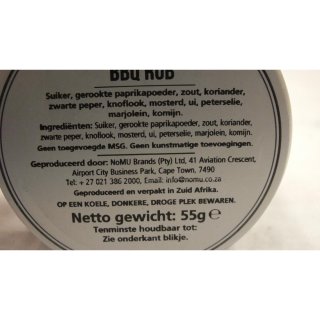 BBQ RUB
Suiker, gerookte paprikapoeder, zout, koriander,
zwarte peper, knoflook, mosterd, ui, peterselie,
marjolein, komijn.
Ingrediënten: Suiker, gerookte paprikapoeder, zout, koriander,
zwarte peper, knoflook, mosterd, ui, peterselie, marjolein, komijn.
Geen toegevoegde MSG. Geen kunstmatige toevoegingen.
Geproduceerd door: NoMU Brands (Pty) Ltd, 41 Aviation Crescent,
Airport City Business Park, Cape Town, 7490
Tel: + 27 021 386 2000, Email: info@nomu.co.za
Geproduceerd en verpakt in Zuid Afrika.
OP EEN KOELE, DONKERE, DROGE PLEK BEWAREN.
Netto gewicht: 55g ℮
Tenminste houdbaar tot:
Zie onderkant blikje.